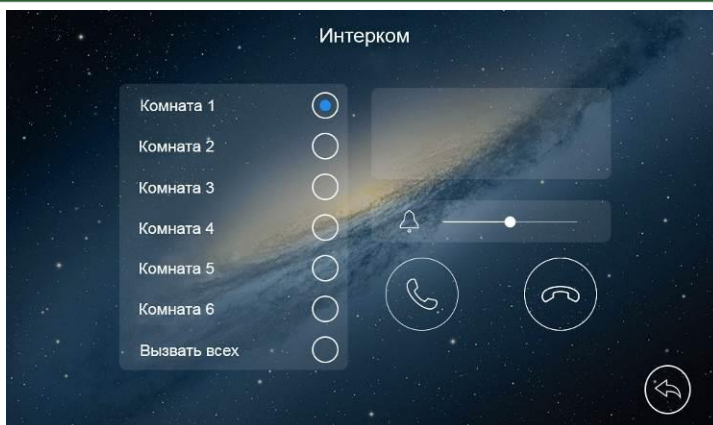 Интерком
Комната 1
Комната 2
Комната 3
Комната 4
Комната 5
Комната 6
Вызвать всех